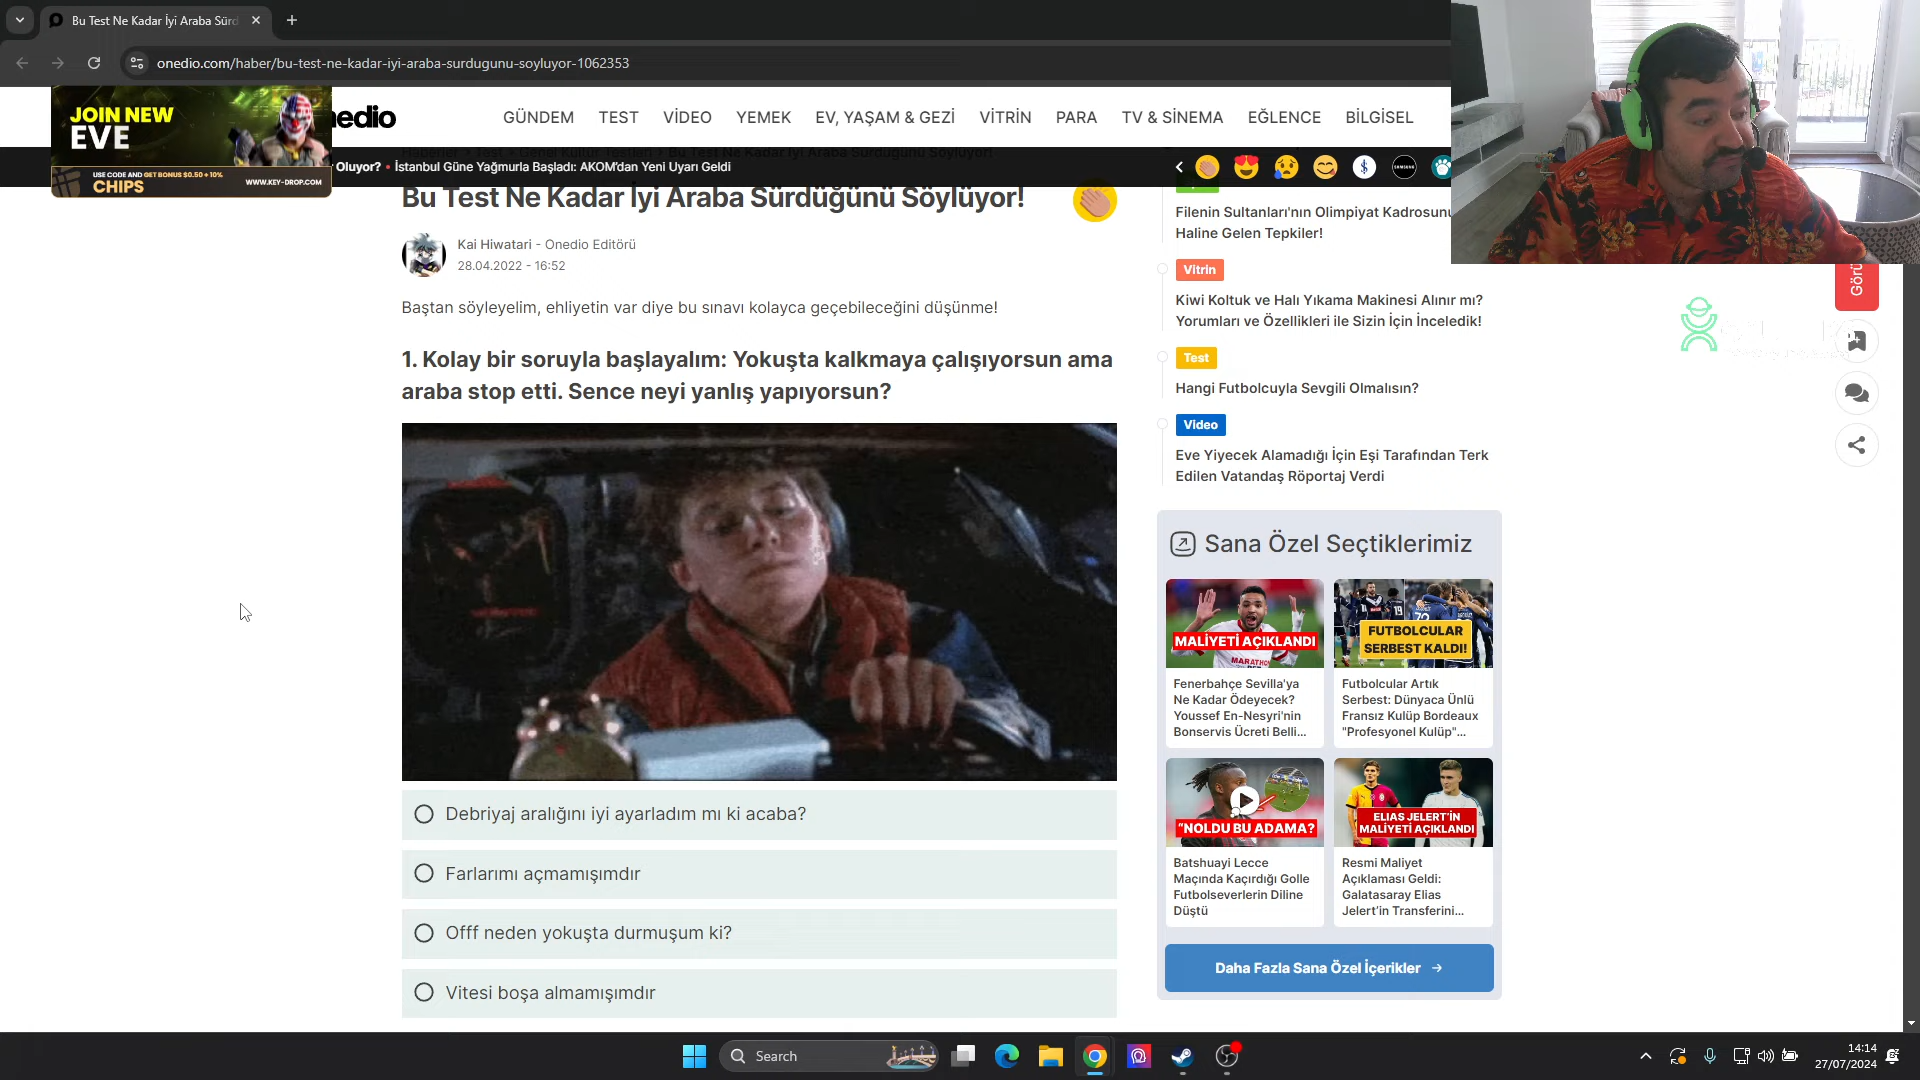 Bu Test Ne Kadar İyi Araba Sürd
onedio.com/haber/bu-test-ne-kadar-iyi-araba-surdugunu-soyluyor-1062353
JOIN NEW
EVE
USE CODE AND GET BONUS $0.50 + 10%
CHIPS
WWW.KEY-DROP.COM
nedio
GÜNDEM
TEST
VİDEO
YEMEK
EV, YAŞAM & GEZİ
VİTRİN
PARA
TV & SİNEMA
EĞLENCE
BİLGİSEL
Oluyor? • İstanbul Güne Yağmurla Başladı: AKOM'dan Yeni Uyarı Geldi
Bu Test Ne Kadar İyi Araba Sürdüğünü Söylüyor!
Kai Hiwatari - Onedio Editörü
28.04.2022 - 16:52
Baştan söyleyelim, ehliyetin var diye bu sınavı kolayca geçebileceğini düşünme!
1. Kolay bir soruyla başlayalım: Yokuşta kalkmaya çalışıyorsun ama
araba stop etti. Sence neyi yanlış yapıyorsun?
Debriyaj aralığını iyi ayarladım mı ki acaba?
Farlarımı açmamışımdır
Offf neden yokuşta durmuşum ki?
Vitesi boşa almamışımdır
Filenin Sultanları'nın Olimpiyat Kadrosunu
Haline Gelen Tepkiler!
Vitrin
Kiwi Koltuk ve Halı Yıkama Makinesi Alınır mı?
Yorumları ve Özellikleri ile Sizin İçin İnceledik!
Test
Hangi Futbolcuyla Sevgili Olmalısın?
Video
Eve Yiyecek Alamadığı İçin Eşi Tarafından Terk
Edilen Vatandaş Röportaj Verdi
Sana Özel Seçtiklerimiz
MALİYETİ AÇIKLANDI
Fenerbahçe Sevilla'ya
Ne Kadar Ödeyecek?
Youssef En-Nesyri'nin
Bonservis Ücreti Belli...
FUTBOLCULAR
SERBEST KALDI!
Futbolcular Artık
Serbest: Dünyaca Ünlü
Fransız Kulüp Bordeaux
"Profesyonel Kulüp"...
"NOLDU BU ADAMA?
Batshuayi Lecce
Maçında Kaçırdığı Golle
Futbolseverlerin Diline
Düştü
ELIAS JELERT'İN
MALİYETİ AÇIKLANDI
Resmi Maliyet
Açıklaması Geldi:
Galatasaray Elias
Jelert'in Transferini...
Daha Fazla Sana Özel İçerikler
Görü
Search
14:14
27/07/2024